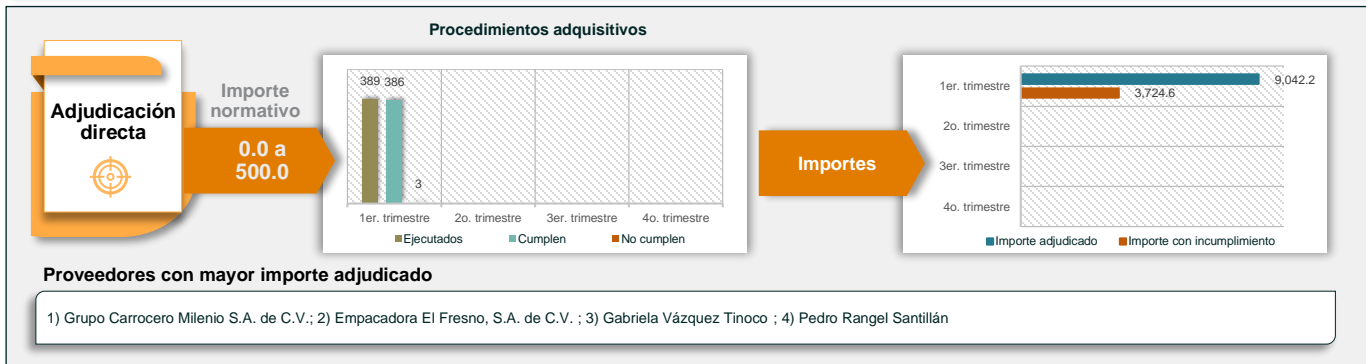 Procedimientos adquisitivos
Adjudicación
directa
Importe
normativo
0.0 a
500.0
389 386
3
1er. trimestre 2o. trimestre 3er. trimestre 4o. trimestre
Ejecutados Cumplen No cumplen
Importes
1er. trimestre
9,042.2
3,724.6
2o. trimestre
3er. trimestre
4o. trimestre
Importe adjudicado Importe con incumplimiento
Proveedores con mayor importe adjudicado
1) Grupo Carrocero Milenio S.A. de C.V.; 2) Empacadora El Fresno, S.A. de C.V. ; 3) Gabriela Vázquez Tinoco ; 4) Pedro Rangel Santillán